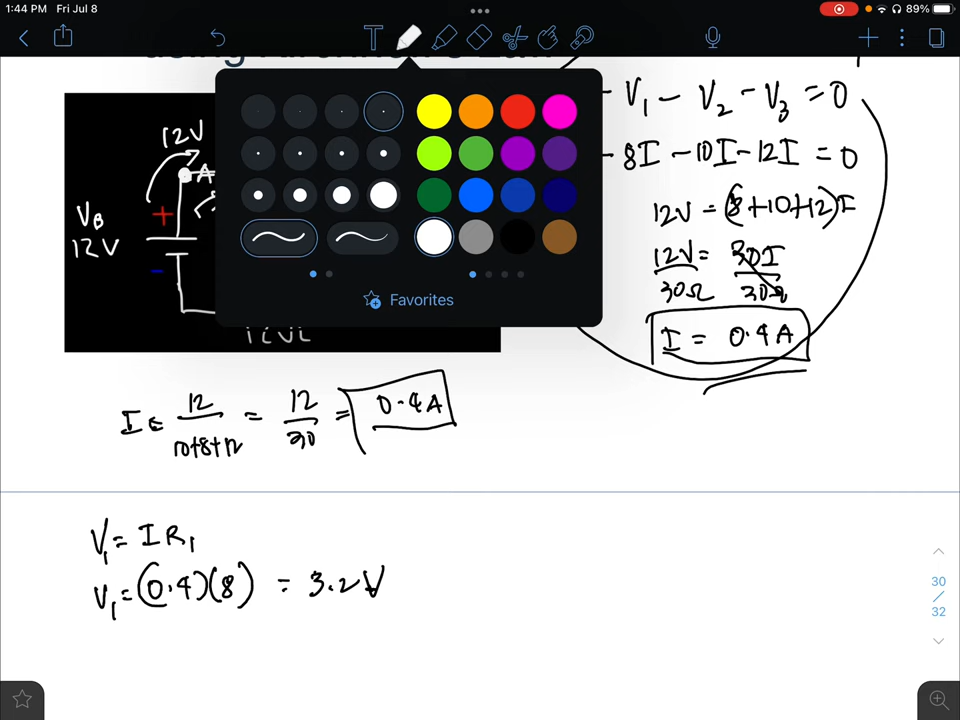 1:44 PM Fri Jul 8
89%
- V1 - V2 - V3 = 0
- 8I - 10I - 12I = 0
12V = (8+10+12)I
12V = 30I
30Ω 30Ω
I = 0.4A
12V
A
VB
12V
+
-
12Ω
Favorites
I = 12 = 12 = 0.4A
10+8+12 30
V1 = I R1
V1 = (0.4)(8) = 3.2V
30
/
32